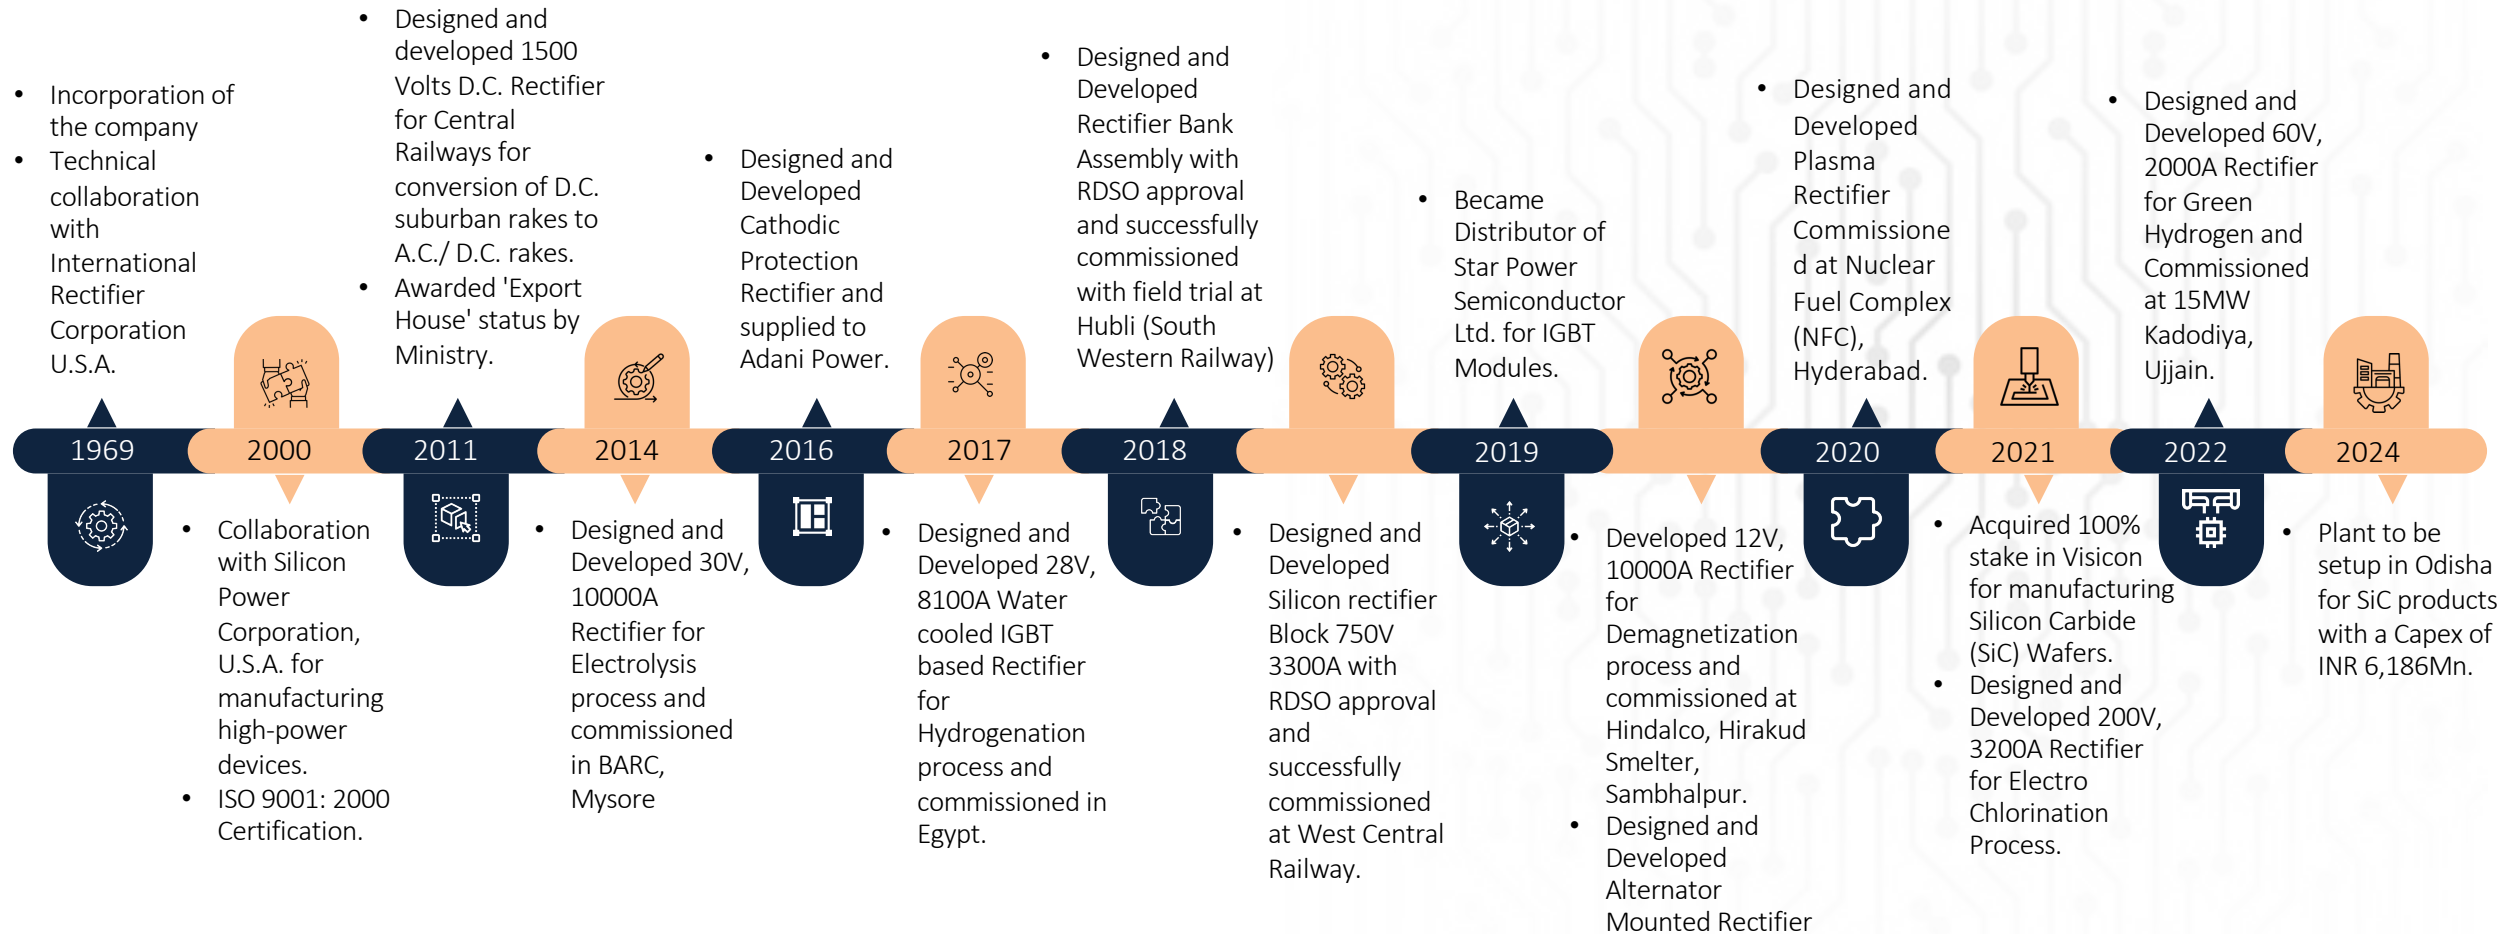 • Incorporation of
the company
• Technical
collaboration
with
International
Rectifier
Corporation
U.S.A.
1969
2000
• Collaboration
with Silicon
Power
Corporation,
U.S.A. for
manufacturing
high-power
devices.
• ISO 9001: 2000
Certification.
• Designed and
developed 1500
Volts D.C. Rectifier
for Central
Railways for
conversion of D.C.
suburban rakes to
A.C./ D.C. rakes.
• Awarded 'Export
House' status by
Ministry.
2011
2014
• Designed and
Developed 30V,
10000A
Rectifier for
Electrolysis
process and
commissioned
in BARC,
Mysore
• Designed and
Developed
Cathodic
Protection
Rectifier and
supplied to
Adani Power.
2016
2017
• Designed and
Developed 28V,
8100A Water
cooled IGBT
based Rectifier
for
Hydrogenation
process and
commissioned in
Egypt.
• Designed and
Developed
Rectifier Bank
Assembly with
RDSO approval
and successfully
commissioned
with field trial at
Hubli (South
Western Railway)
2018
• Designed and
Developed
Silicon rectifier
Block 750V
3300A with
RDSO approval
and
successfully
commissioned
at West Central
Railway.
• Became
Distributor of
Star Power
Semiconductor
Ltd. for IGBT
Modules.
2019
• Developed 12V,
10000A Rectifier
for
Demagnetization
process and
commissioned at
Hindalco, Hirakud
Smelter,
Sambhalpur.
• Designed and
Developed
Alternator
Mounted Rectifier
• Designed and
Developed
Plasma
Rectifier
Commissione
d at Nuclear
Fuel Complex
(NFC),
Hyderabad.
2020
2021
• Acquired 100%
stake in Visicon
for manufacturing
Silicon Carbide
(SiC) Wafers.
• Designed and
Developed 200V,
3200A Rectifier
for Electro
Chlorination
Process.
• Designed and
Developed 60V,
2000A Rectifier
for Green
Hydrogen and
Commissioned
at 15MW
Kadodiya,
Ujjain.
2022
2024
• Plant to be
setup in Odisha
for SiC products
with a Capex of
INR 6,186Mn.